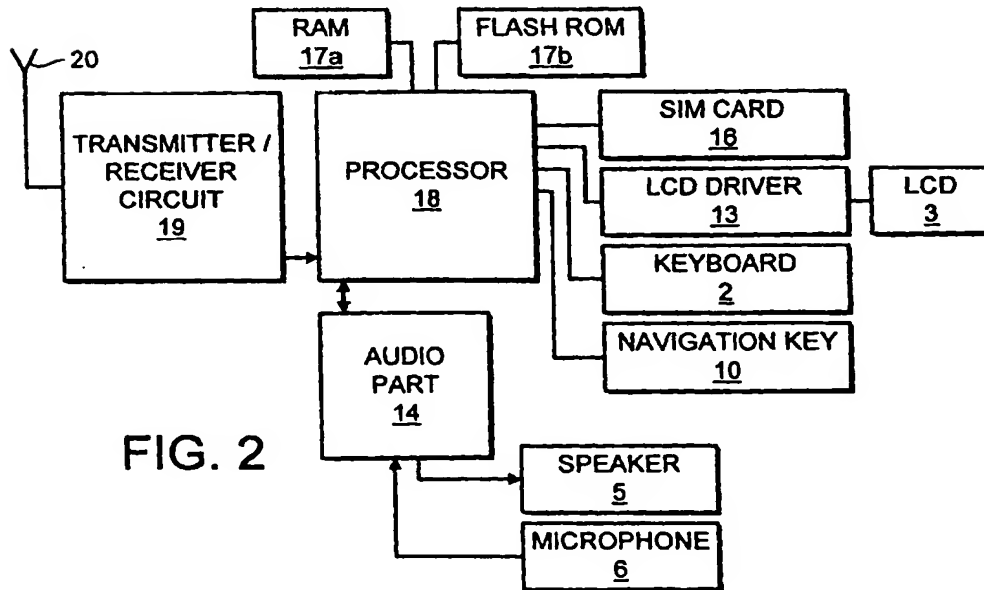 RAM
17a
FLASH ROM
17b
20
TRANSMITTER /
RECEIVER
CIRCUIT
19
PROCESSOR
18
SIM CARD
16
LCD DRIVER
13
LCD
3
KEYBOARD
2
NAVIGATION KEY
10
AUDIO
PART
14
FIG. 2
SPEAKER
5
MICROPHONE
6